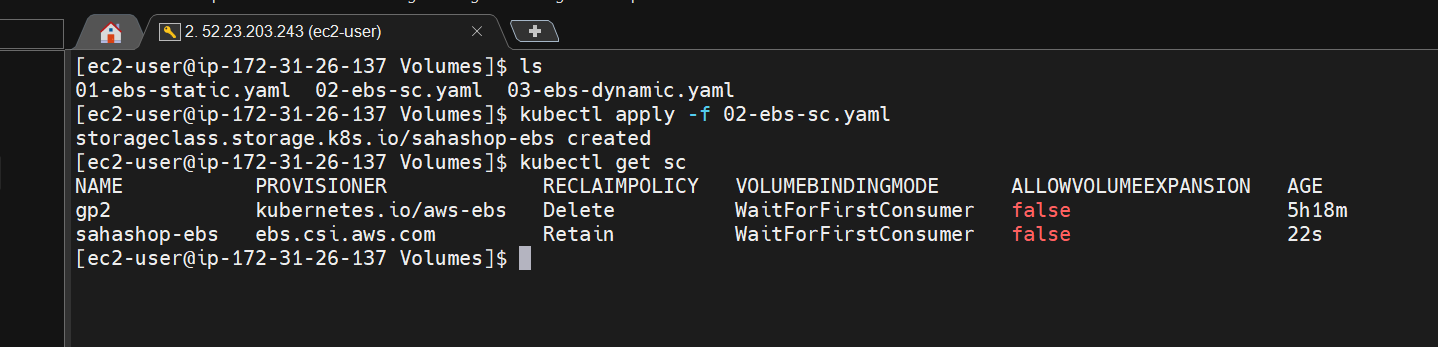 2. 52.23.203.243 (ec2-user)
[ec2-user@ip-172-31-26-137 Volumes]$ ls
01-ebs-static.yaml  02-ebs-sc.yaml  03-ebs-dynamic.yaml
[ec2-user@ip-172-31-26-137 Volumes]$ kubectl apply -f 02-ebs-sc.yaml
storageclass.storage.k8s.io/sahashop-ebs created
[ec2-user@ip-172-31-26-137 Volumes]$ kubectl get sc
NAME           PROVISIONER             RECLAIMPOLICY   VOLUMEBINDINGMODE      ALLOWVOLUMEEXPANSION   AGE
gp2            kubernetes.io/aws-ebs   Delete          WaitForFirstConsumer   false                  5h18m
sahashop-ebs   ebs.csi.aws.com         Retain          WaitForFirstConsumer   false                  22s
[ec2-user@ip-172-31-26-137 Volumes]$